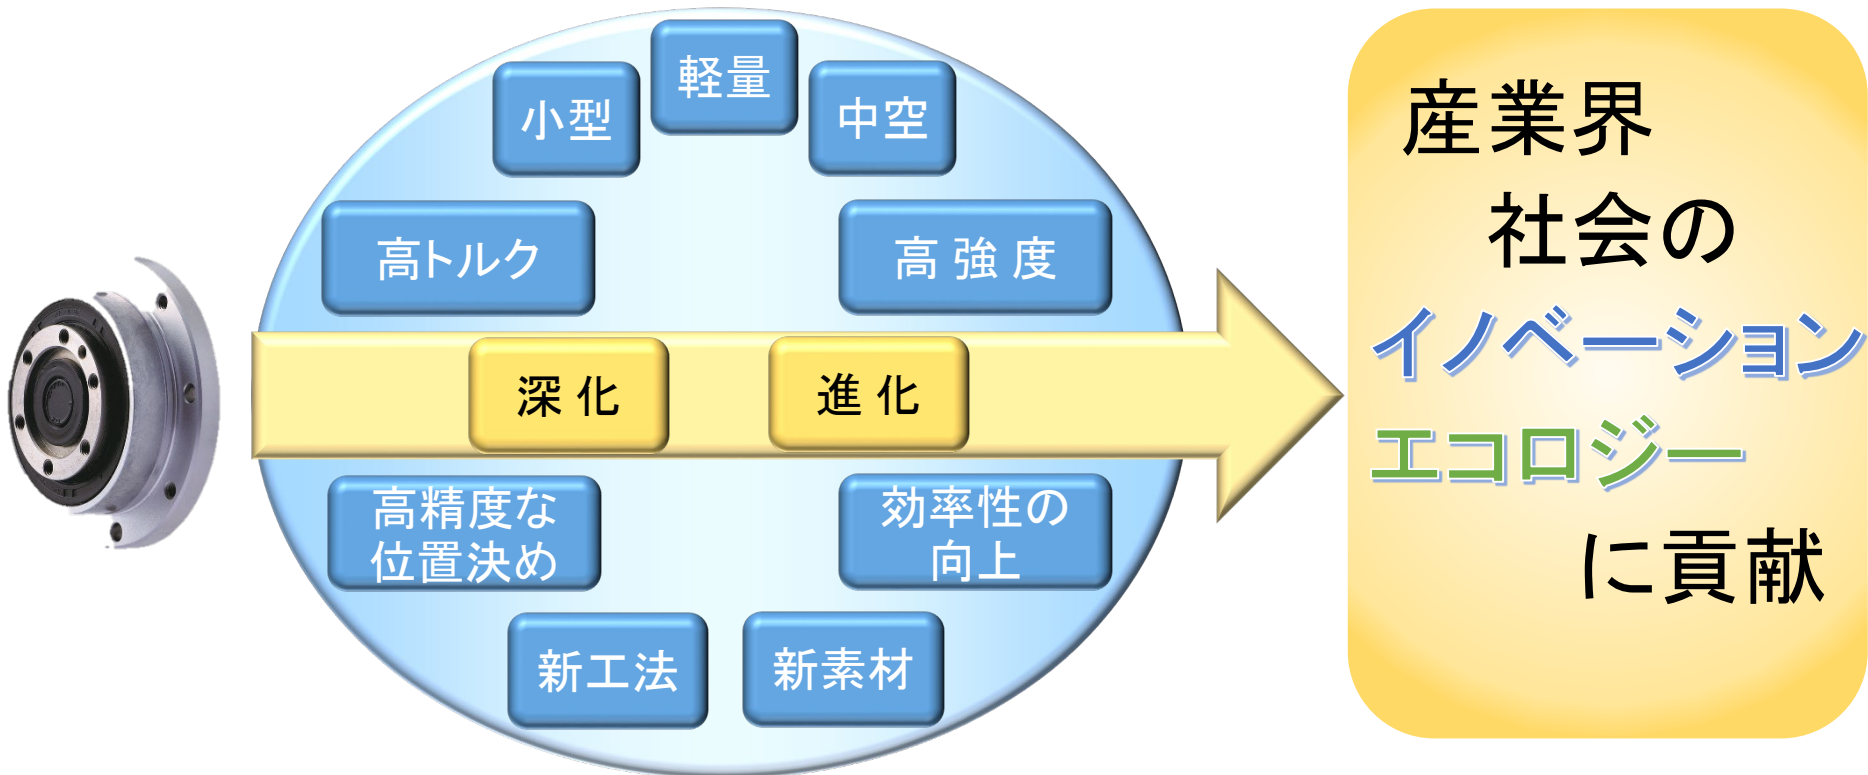 軽量
小型
中空
高トルク
高強度
深化
進化
高精度な
位置決め
効率性の
向上
新工法
新素材
産業界
社会の
イノベーション
エコロジー
に貢献